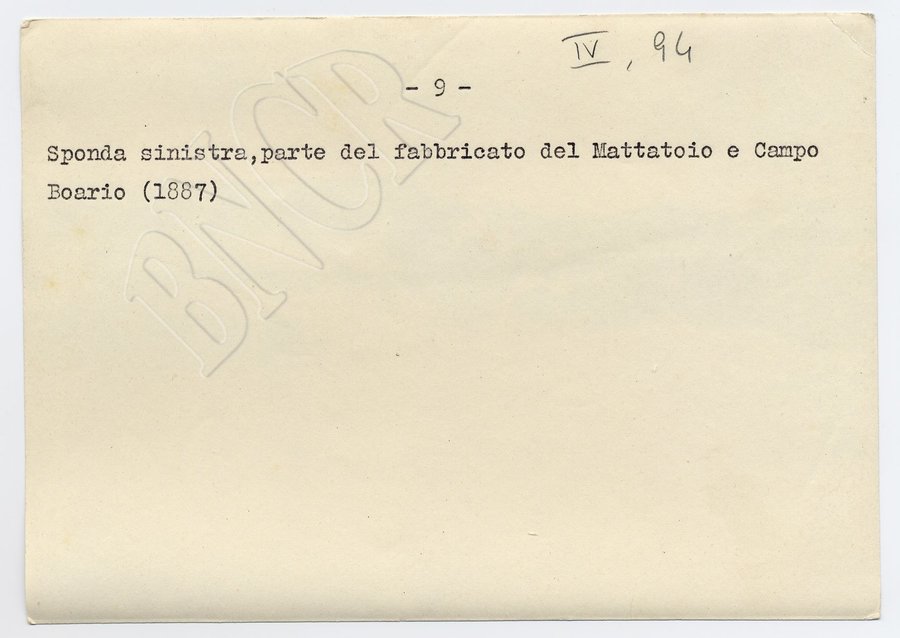 IV, 94
- 9 -
Sponda sinistra,parte del fabbricato del Mattatoio e Campo
Boario (1887)
BNCR